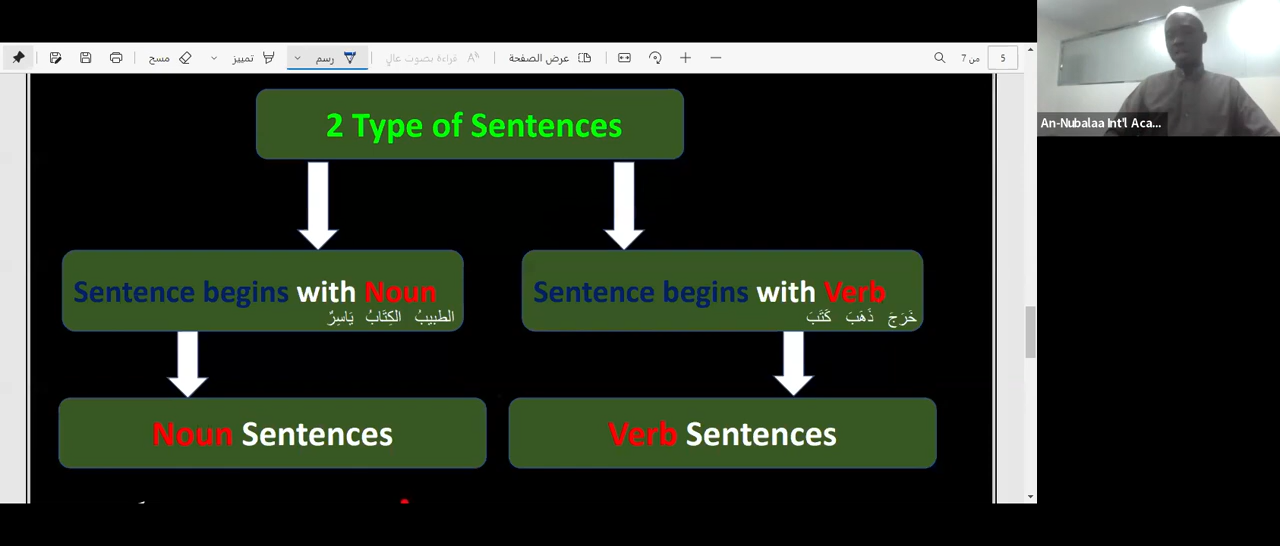 مسح
تمييز
رسم
قراءة بصوت عالٍ
عرض الصفحة
من 7
5
An-Nubalaa Int'l Aca...
2 Type of Sentences
Sentence begins with Noun
الطبيبُ الكِتَابُ يَاسِرٌ
Sentence begins with Verb
خَرَجَ ذَهَبَ كَتَبَ
Noun Sentences
Verb Sentences